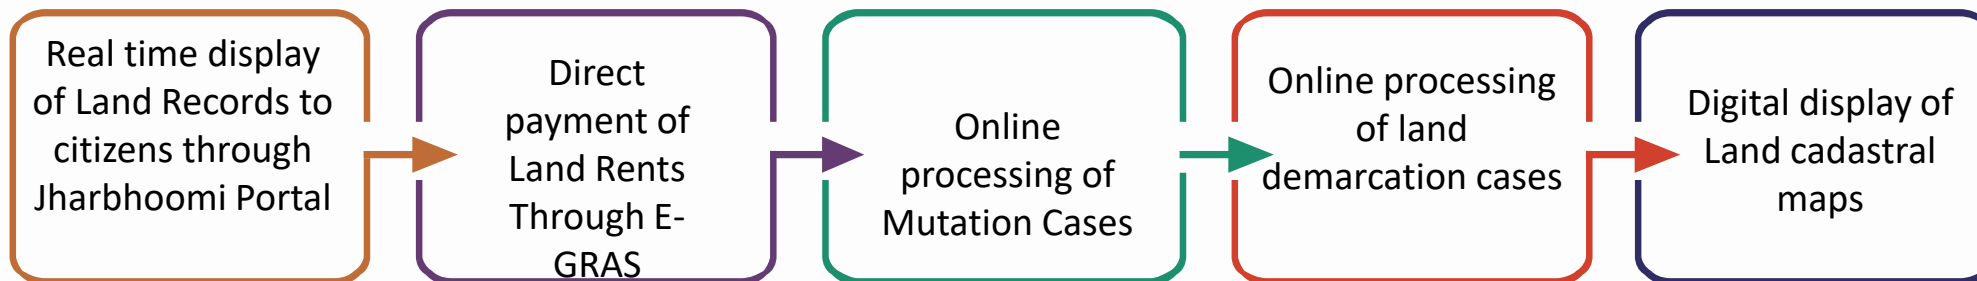 Real time display
of Land Records to
citizens through
Jharbhoomi Portal
Direct
payment of
Land Rents
Through E-
GRAS
Online
processing of
Mutation Cases
Online processing
of land
demarcation cases
Digital display of
Land cadastral
maps